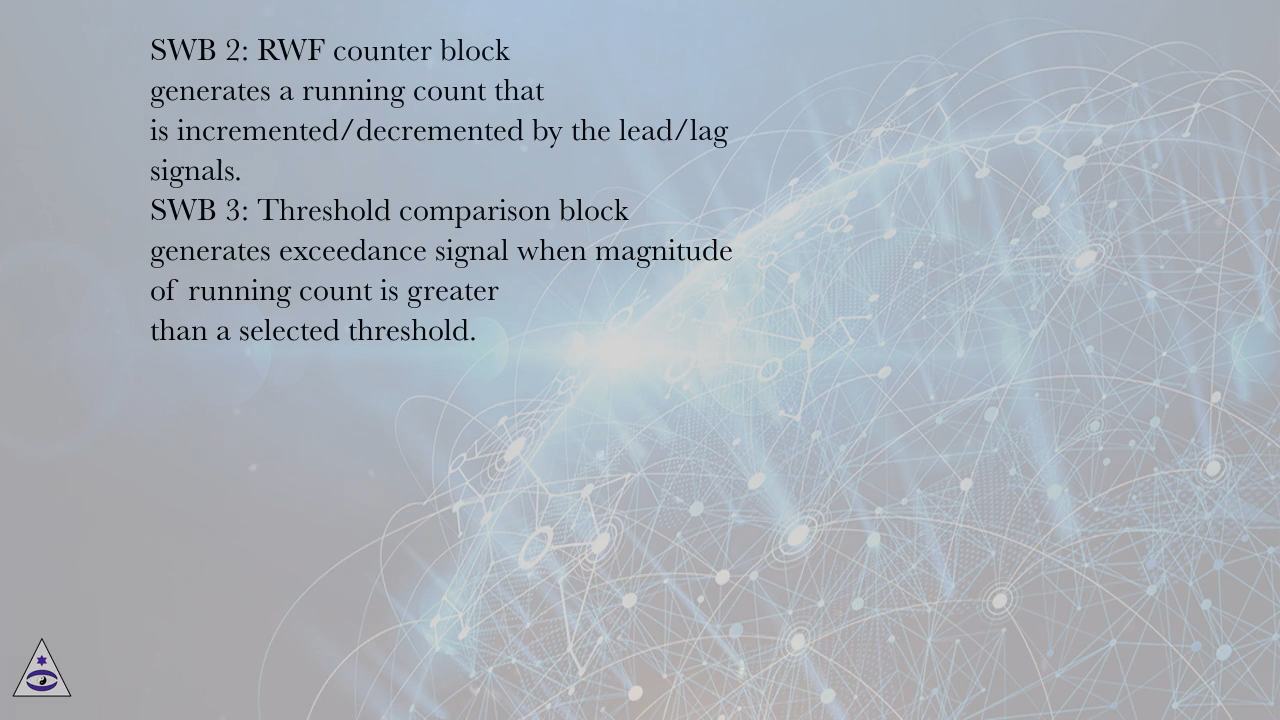 SWB 2: RWF counter block
generates a running count that
is incremented/decremented by the lead/lag
signals.
SWB 3: Threshold comparison block
generates exceedance signal when magnitude
of running count is greater
than a selected threshold.